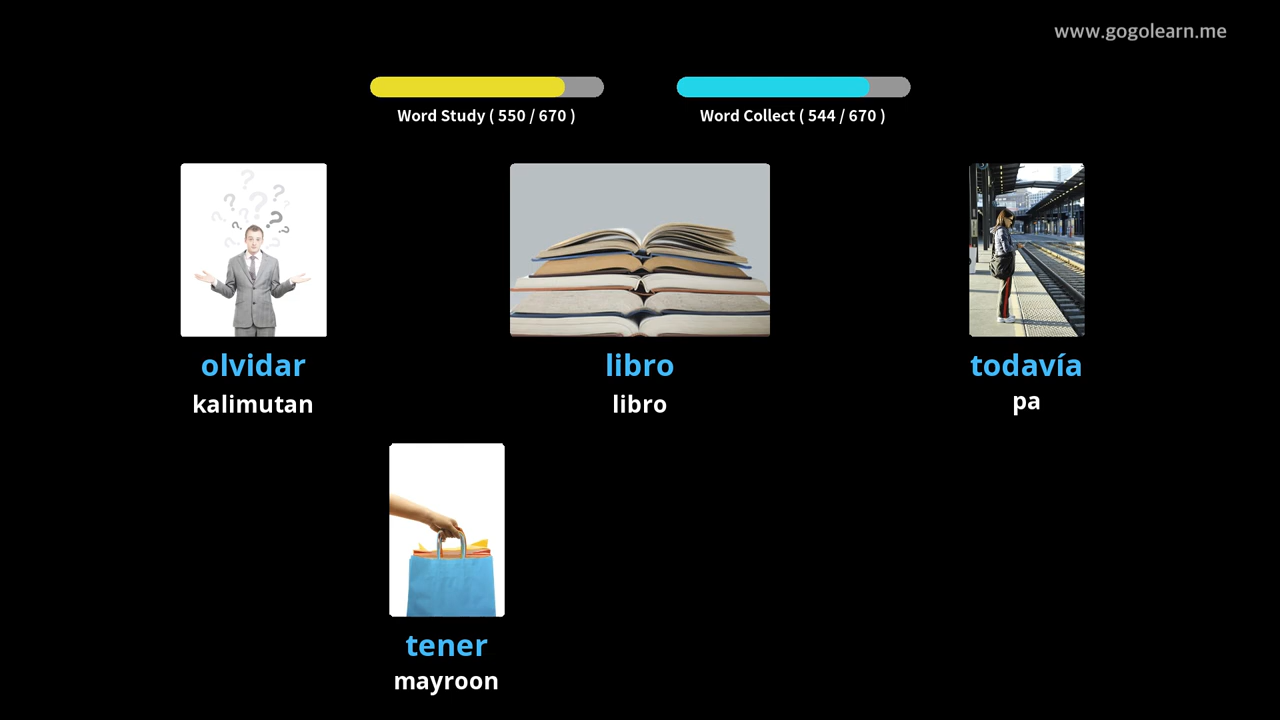 www.gogolearn.me
Word Study ( 550 / 670 )
Word Collect ( 544 / 670 )
olvidar
kalimutan
libro
libro
todavía
pa
tener
mayroon